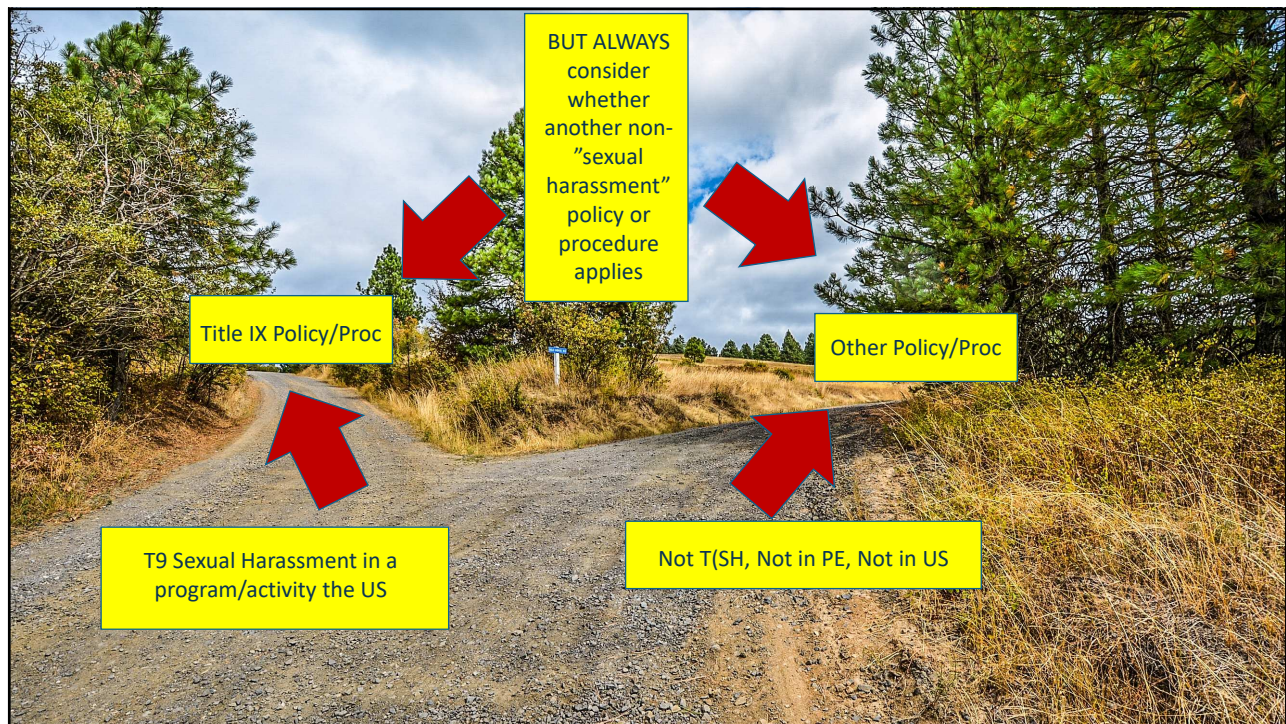 BUT ALWAYS
consider
whether
another non-
”sexual
harassment”
policy or
procedure
applies
Title IX Policy/Proc
Other Policy/Proc
T9 Sexual Harassment in a
program/activity the US
Not T(SH, Not in PE, Not in US